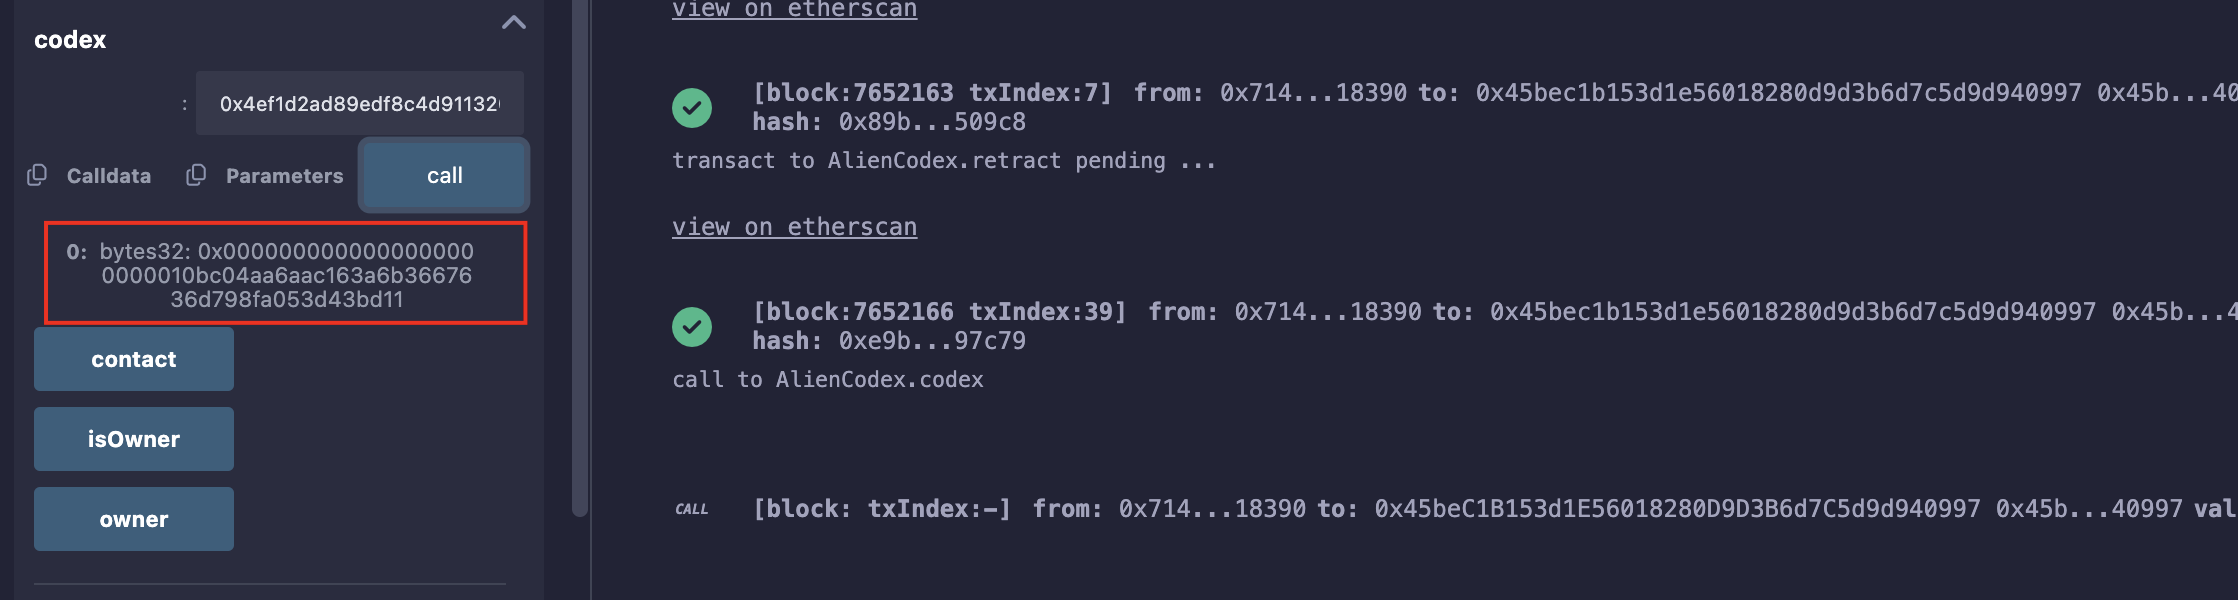 codex
: 0x4ef1d2ad89edf8c4d91132
Calldata Parameters call
0: bytes32: 0x000000000000000000
0000010bc04aa6aac163a6b36676
36d798fa053d43bd11
contact
isOwner
owner
view on etherscan
[block:7652163 txIndex:7] from: 0x714...18390 to: 0x45bec1b153d1e56018280d9d3b6d7c5d9d940997 0x45b...40
hash: 0x89b...509c8
transact to AlienCodex.retract pending ...
view on etherscan
[block:7652166 txIndex:39] from: 0x714...18390 to: 0x45bec1b153d1e56018280d9d3b6d7c5d9d940997 0x45b...4
hash: 0xe9b...97c79
call to AlienCodex.codex
CALL [block: txIndex:-] from: 0x714...18390 to: 0x45beC1B153d1E56018280D9D3B6d7C5d9d940997 0x45b...40997 val